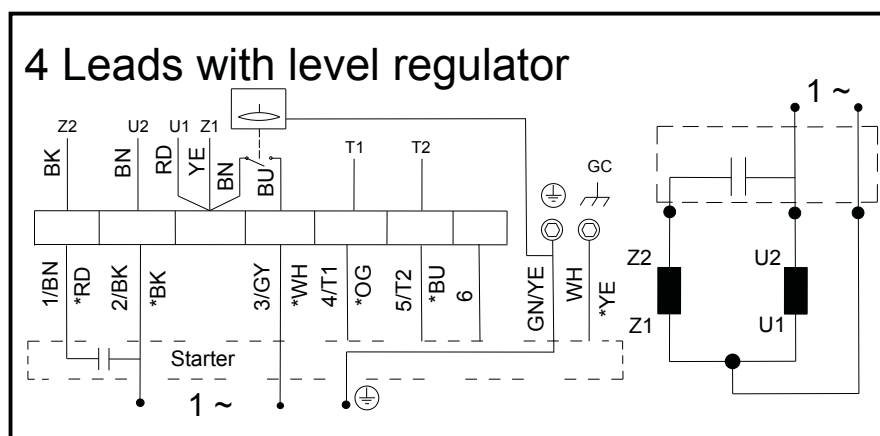 4 Leads with level regulator
1 ~
Z2
U2
U1
Z1
T1
T2
GC
BK
BN
RD
YE
BN
BU
1/BN
*RD
2/BK
*BK
3/GY
*WH
4/T1
*OG
5/T2
*BU
6
GN/YE
WH
*YE
Z2
U2
Z1
U1
Starter
1 ~